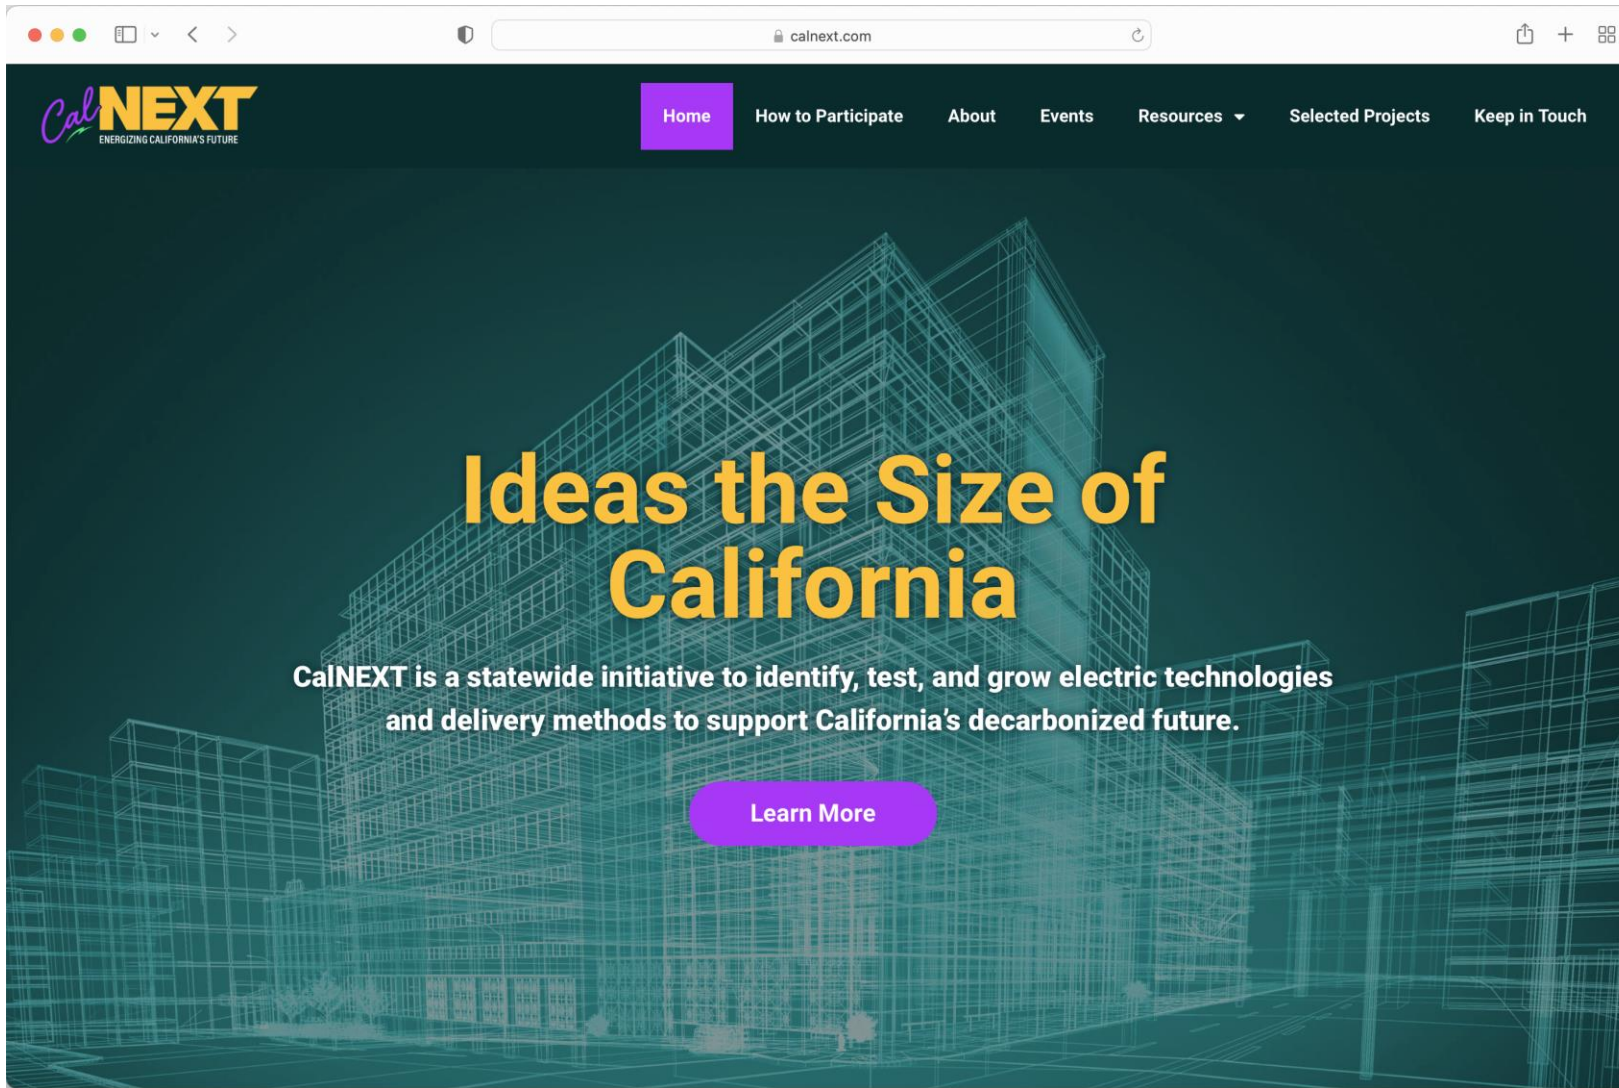 calnext.com
CalNEXT
ENERGIZING CALIFORNIA'S FUTURE
Home
How to Participate
About
Events
Resources
Selected Projects
Keep in Touch
Ideas the Size of
California
CalNEXT is a statewide initiative to identify, test, and grow electric technologies
and delivery methods to support California’s decarbonized future.
Learn More